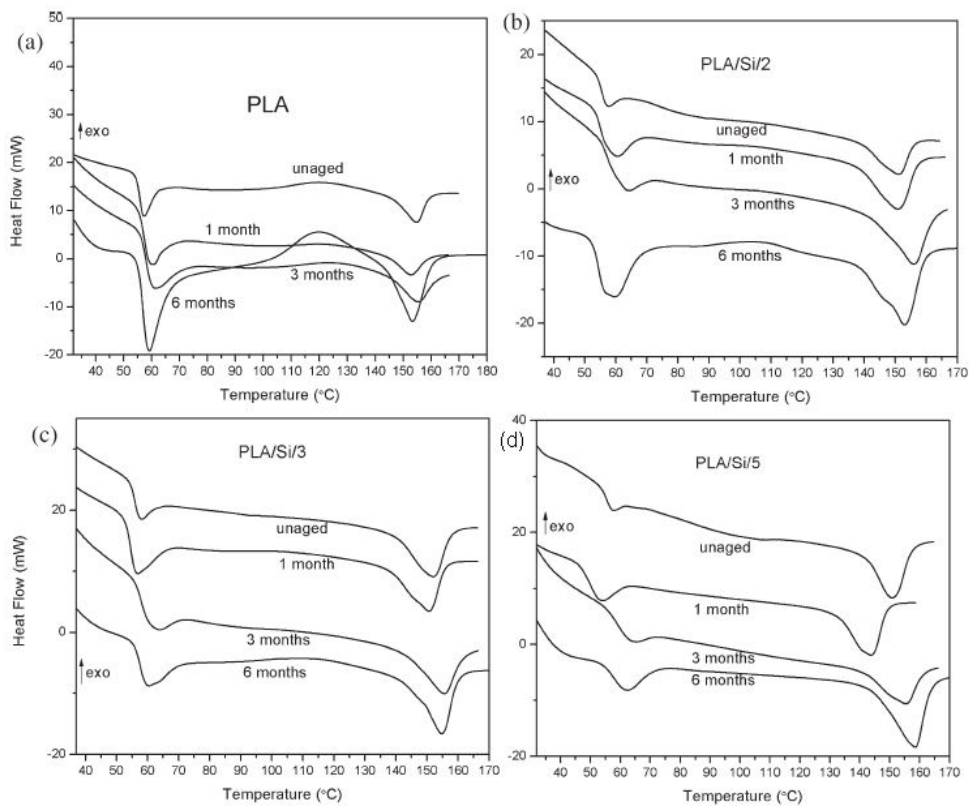 (a)
50
40
30
20
10
0
-10
-20
Heat Flow (mW)
exo
PLA
unaged
1 month
3 months
6 months
40 50 60 70 80 90 100 110 120 130 140 150 160 170 180
Temperature (°C)
(b)
20
10
0
-10
-20
exo
PLA/Si/2
unaged
1 month
3 months
6 months
40 50 60 70 80 90 100 110 120 130 140 150 160 170
Temperature (°C)
(c)
20
0
-20
Heat Flow (mW)
exo
PLA/Si/3
unaged
1 month
3 months
6 months
40 50 60 70 80 90 100 110 120 130 140 150 160 170
Temperature (°C)
(d)
40
20
0
-20
exo
PLA/Si/5
unaged
1 month
3 months
6 months
40 50 60 70 80 90 100 110 120 130 140 150 160 170
Temperature (°C)